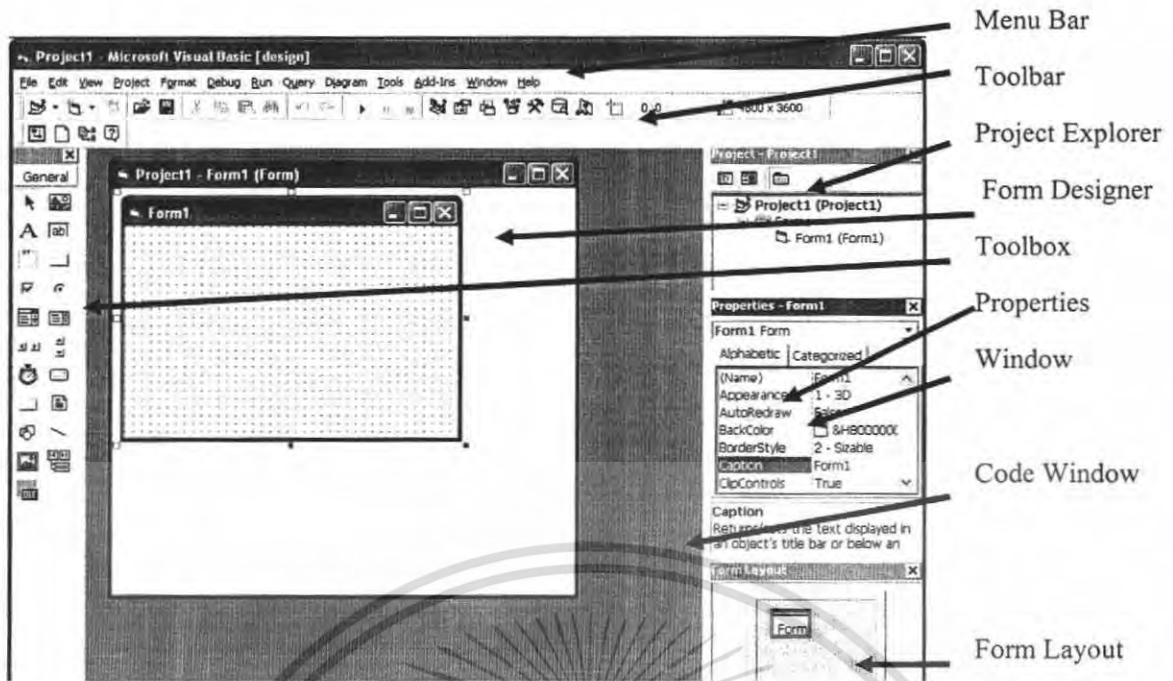 Menu Bar
Project1 - Microsoft Visual Basic [design]
File Edit View Project Format Debug Run Query Diagram Tools Add-Ins Window Help
Toolbar
0,0 4800 x 3600
Project Explorer
Project - Project1
General
Project1 - Form1 (Form)
Project1 (Project1)
Form Designer
Form1
Form1 (Form1)
Toolbox
Properties - Form1
Properties
Form1 Form
Alphabetic Categorized
Window
(Name) Form1
Appearance 1 - 3D
AutoRedraw False
BackColor
BorderStyle 2 - Sizable
Caption Form1
ClipControls True
Code Window
Caption
Returns/sets the text displayed in
an object's title bar or below an
Form Layout
Form
Form Layout